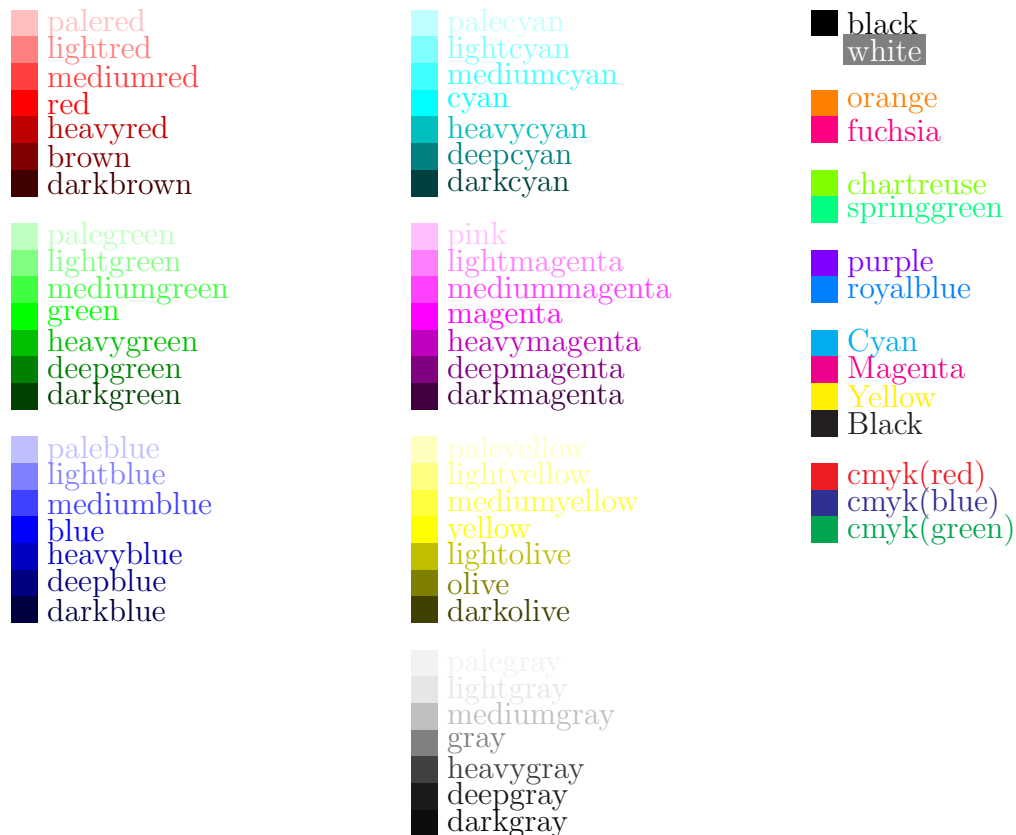 palered
lightred
mediumred
red
heavyred
brown
darkbrown
palegreen
lightgreen
mediumgreen
green
heavygreen
deepgreen
darkgreen
paleblue
lightblue
mediumblue
blue
heavyblue
deepblue
darkblue
palecyan
lightcyan
mediumcyan
cyan
heavycyan
deepcyan
darkcyan
pink
lightmagenta
mediummagenta
magenta
heavymagenta
deepmagenta
darkmagenta
paleyellow
lightyellow
mediumyellow
yellow
lightolive
olive
darkolive
palegray
lightgray
mediumgray
gray
heavygray
deepgray
darkgray
black
white
orange
fuchsia
chartreuse
springgreen
purple
royalblue
Cyan
Magenta
Yellow
Black
cmyk(red)
cmyk(blue)
cmyk(green)